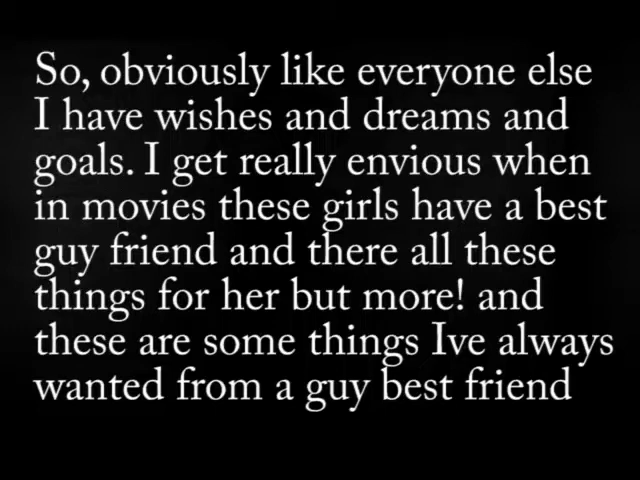 So, obviously like everyone else
I have wishes and dreams and
goals. I get really envious when
in movies these girls have a best
guy friend and there all these
things for her but more! and
these are some things Ive always
wanted from a guy best friend